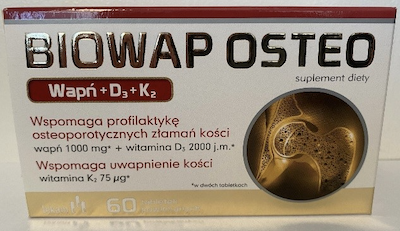 BIOWAP OSTEO
suplement diety
Wapń + D₃ + K₂
Wspomaga profilaktykę
osteoporotycznych złamań kości
wapń 1000 mg* + witamina D₃ 2000 j.m.*
Wspomaga uwapnienie kości
witamina K₂ 75 µg*
*w dwóch tabletkach
60